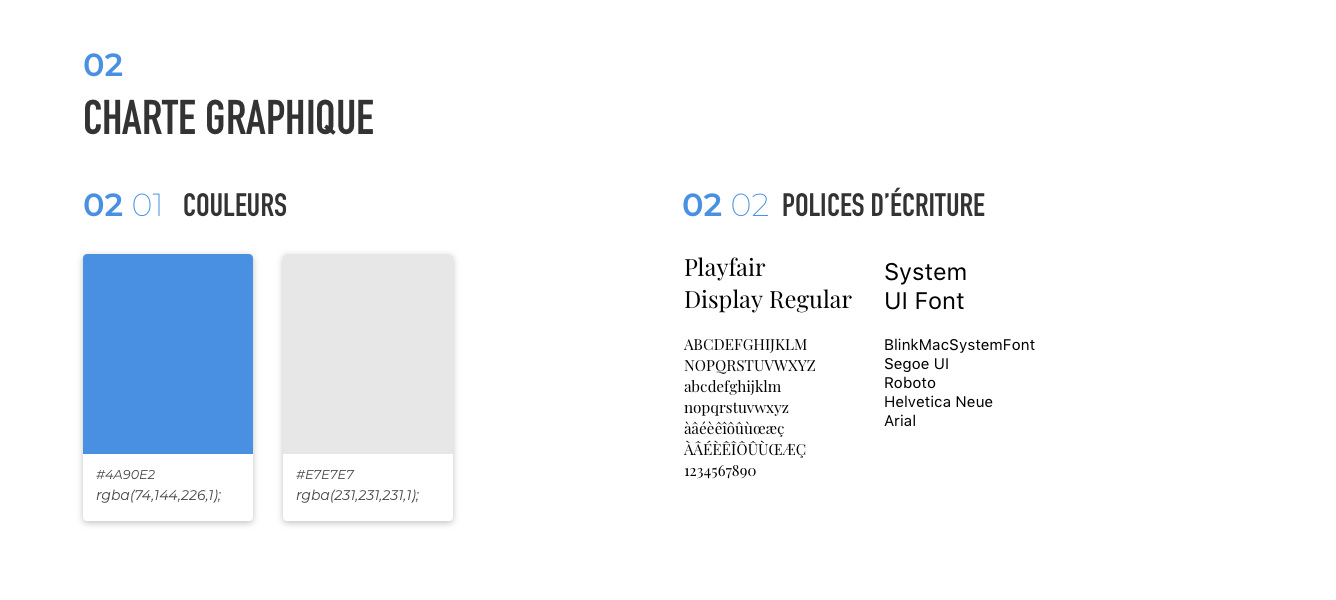 02
CHARTE GRAPHIQUE
02 01 COULEURS
#4A90E2
rgba(74,144,226,1);
#E7E7E7
rgba(231,231,231,1);
02 02 POLICES D’ÉCRITURE
Playfair
Display Regular
ABCDEFGHIJKLM
NOPQRSTUVWXYZ
abcdefghijklm
nopqrstuvwxyz
àâéèêîôûùœæç
ÀÂÉÈÊÎÔÛÙŒÆÇ
1234567890
System
UI Font
BlinkMacSystemFont
Segoe UI
Roboto
Helvetica Neue
Arial